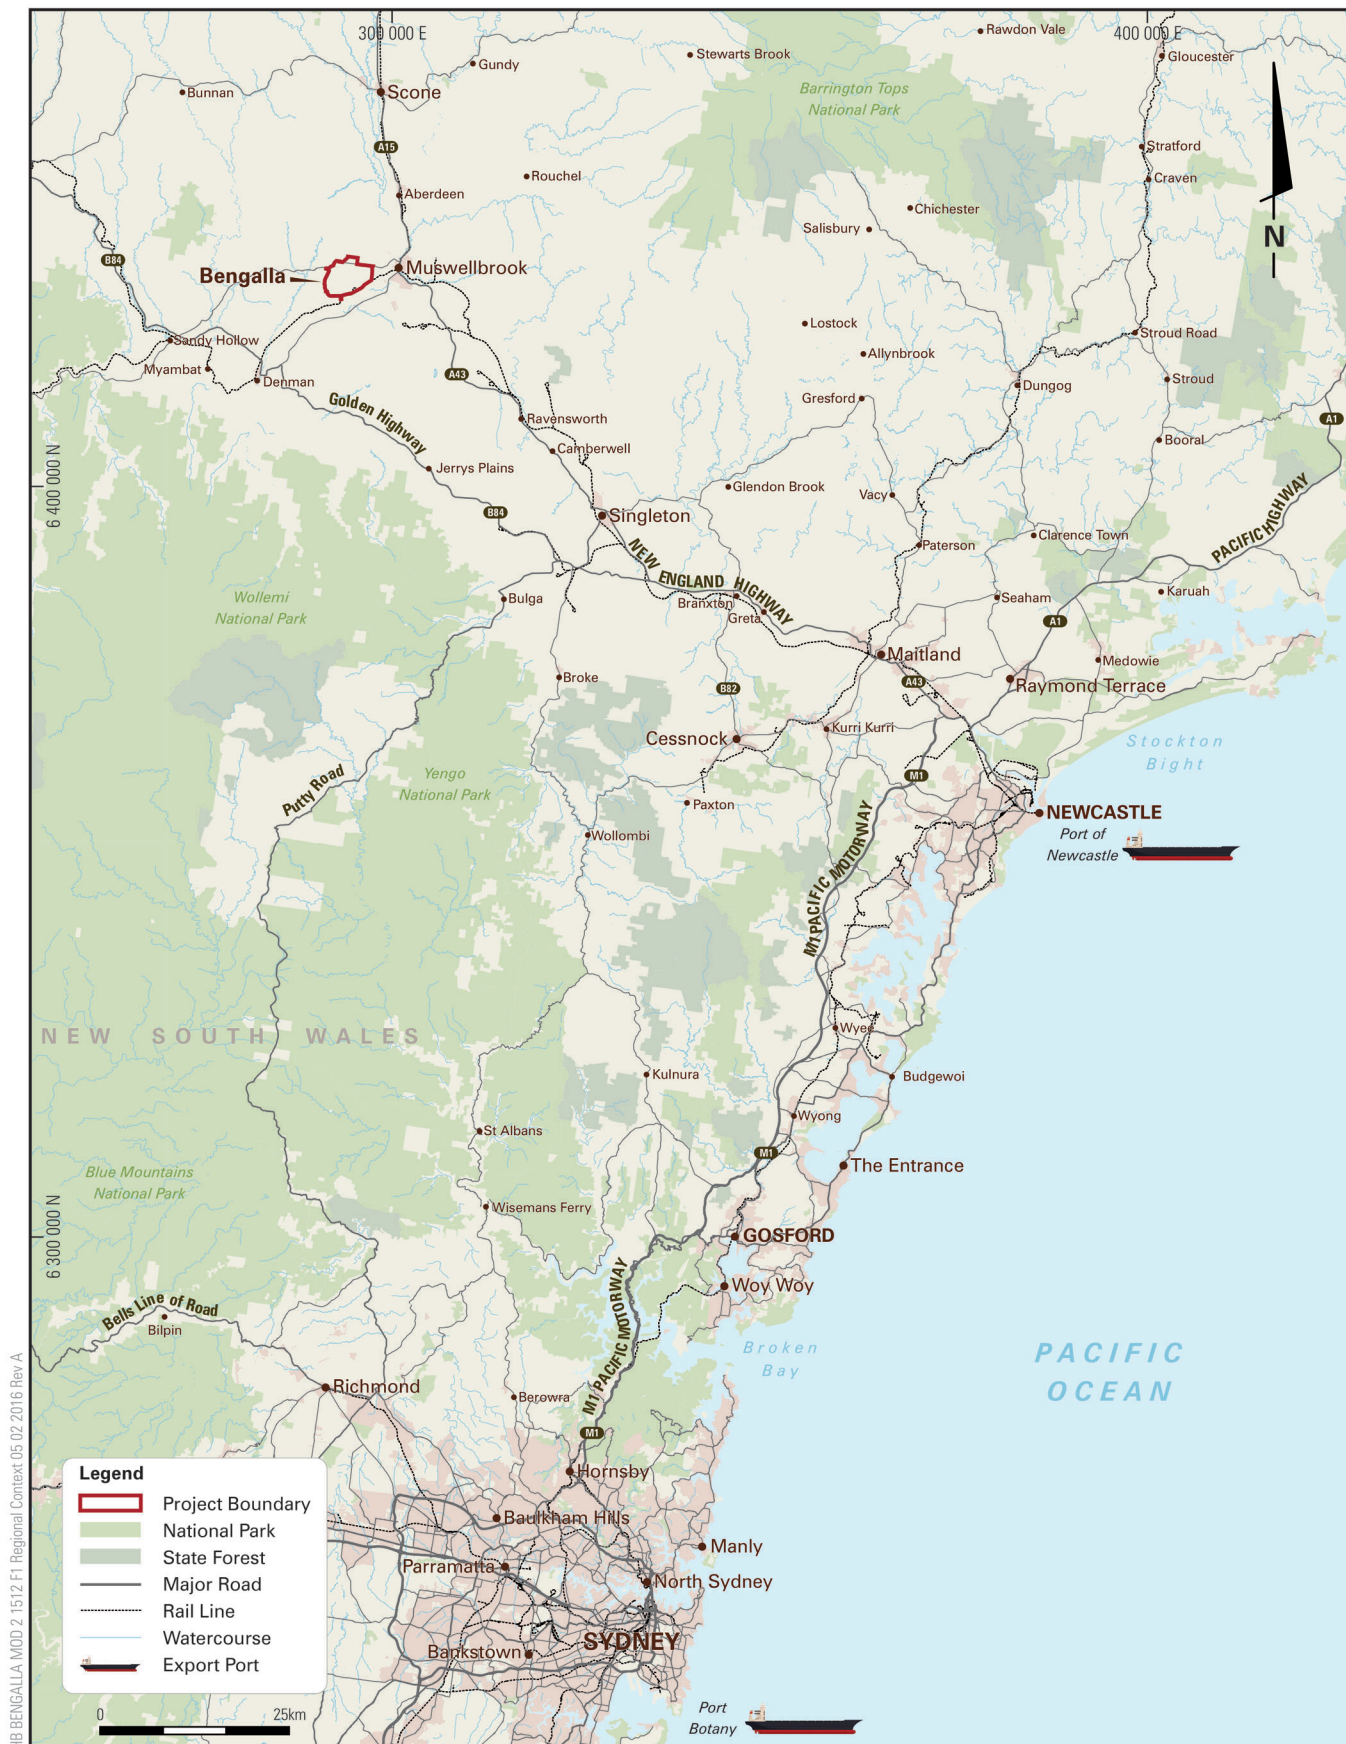 300 000 E
400 000 E
Rawdon Vale
Stewarts Brook
Gloucester
Gundy
Bunnan
Scone
Barrington Tops
National Park
A15
Stratford
Rouchel
Craven
Aberdeen
Chichester
Salisbury
N
B84
Bengalla
Muswellbrook
Lostock
Stroud Road
Sandy Hollow
Allynbrook
Myambat
Denman
A43
Dungog
Stroud
Golden Highway
Gresford
A1
Ravensworth
Booral
Camberwell
Jerrys Plains
6 400 000 N
Glendon Brook
Vacy
B84
Singleton
PACIFIC HIGHWAY
Clarence Town
Paterson
NEW ENGLAND HIGHWAY
Wollemi
National Park
Bulga
Branxton
Greta
Seaham
Karuah
A1
Maitland
Medowie
Broke
B82
A43
Raymond Terrace
Cessnock
Kurri Kurri
Stockton
Bight
Putty Road
Yengo
National Park
M1
Paxton
NEWCASTLE
Port of
Newcastle
Wollombi
M1 PACIFIC MOTORWAY
NEW SOUTH WALES
Wyee
Kulnura
Budgewoi
Wyong
St Albans
M1
The Entrance
Blue Mountains
National Park
Wisemans Ferry
6 300 000 N
GOSFORD
Woy Woy
M1 PACIFIC MOTORWAY
Bells Line of Road
Bilpin
Broken
Bay
PACIFIC
OCEAN
Richmond
Berowra
M1
Hornsby
Baulkham Hills
Manly
Parramatta
North Sydney
SYDNEY
Bankstown
Port
Botany
Legend
Project Boundary
National Park
State Forest
Major Road
Rail Line
Watercourse
Export Port
0
25km
HB BENGALLA MOD 2 1512 F1 Regional Context 05 02 2016 Rev A